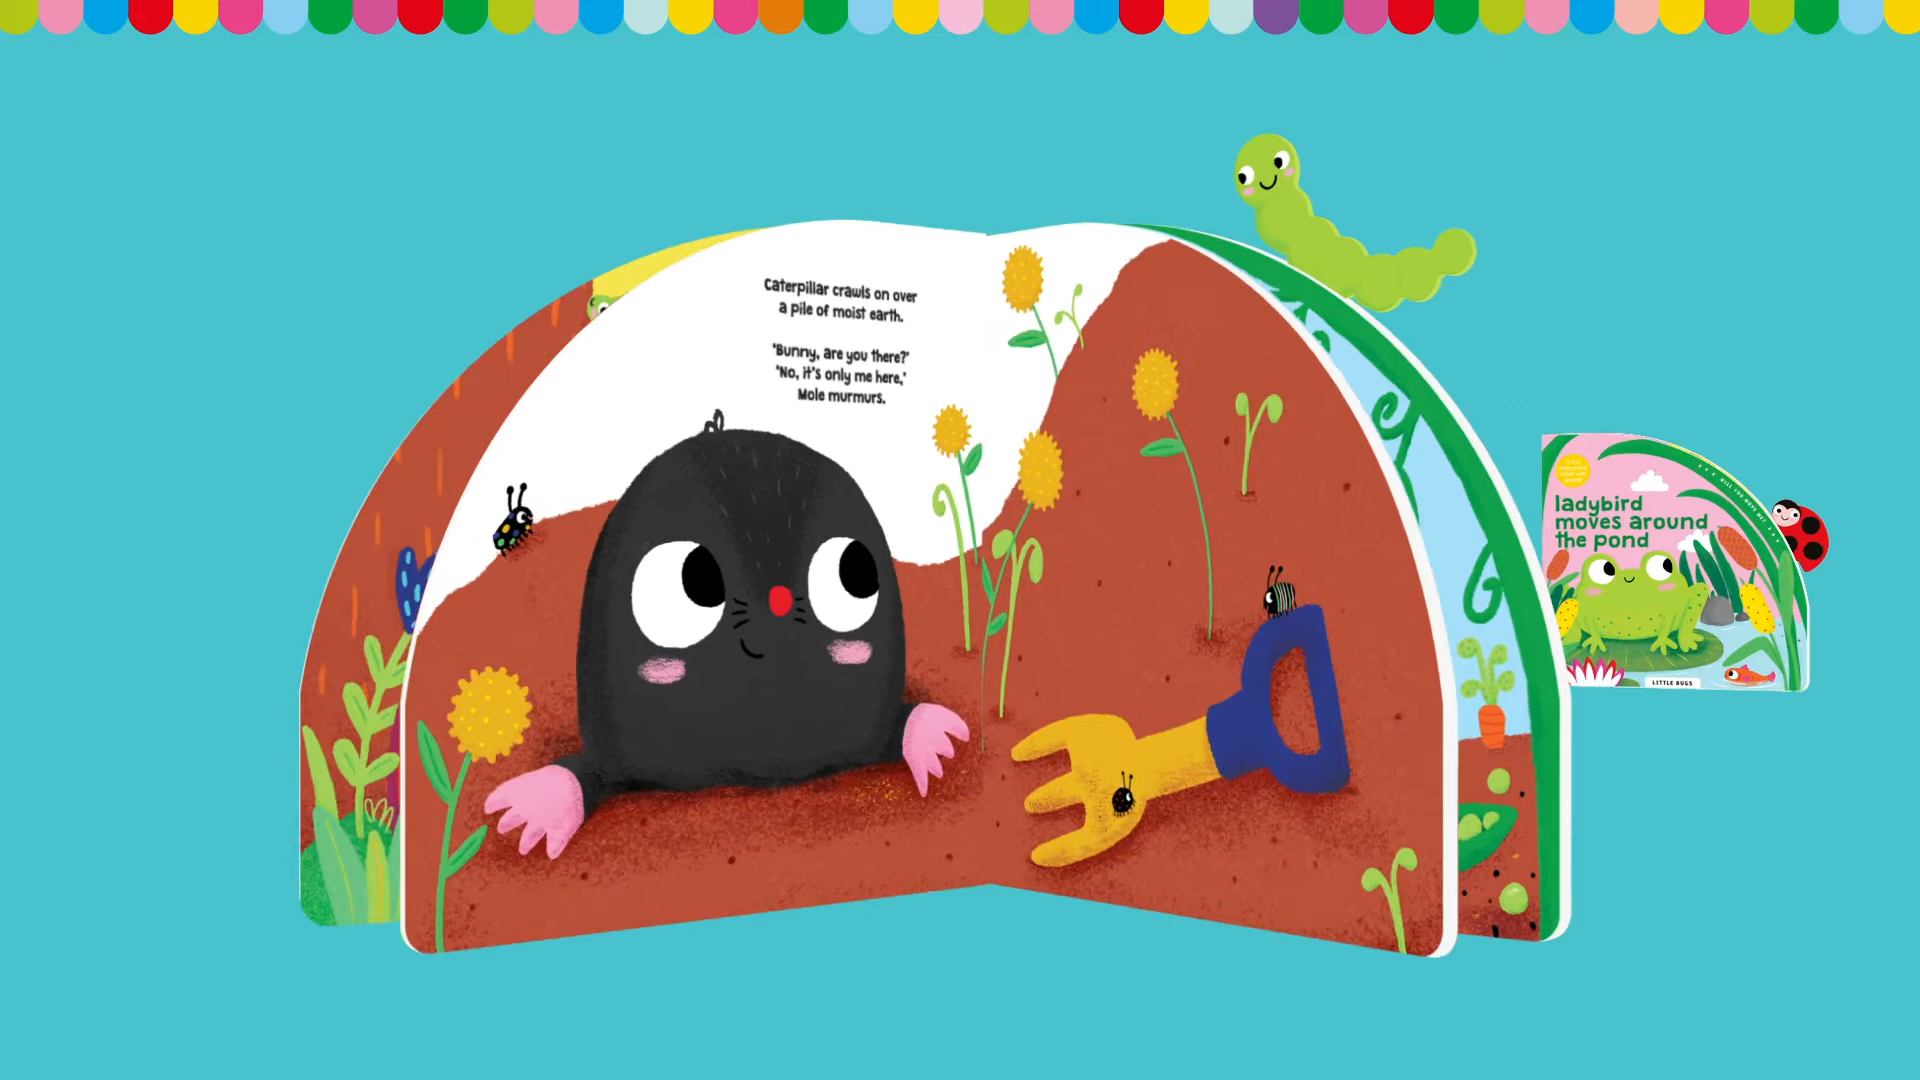 Caterpillar crawls on over
a pile of moist earth.
'Bunny, are you there?'
'No, it's only me here,'
Mole murmurs.
ladybird
moves around
the pond
LITTLE BUGS